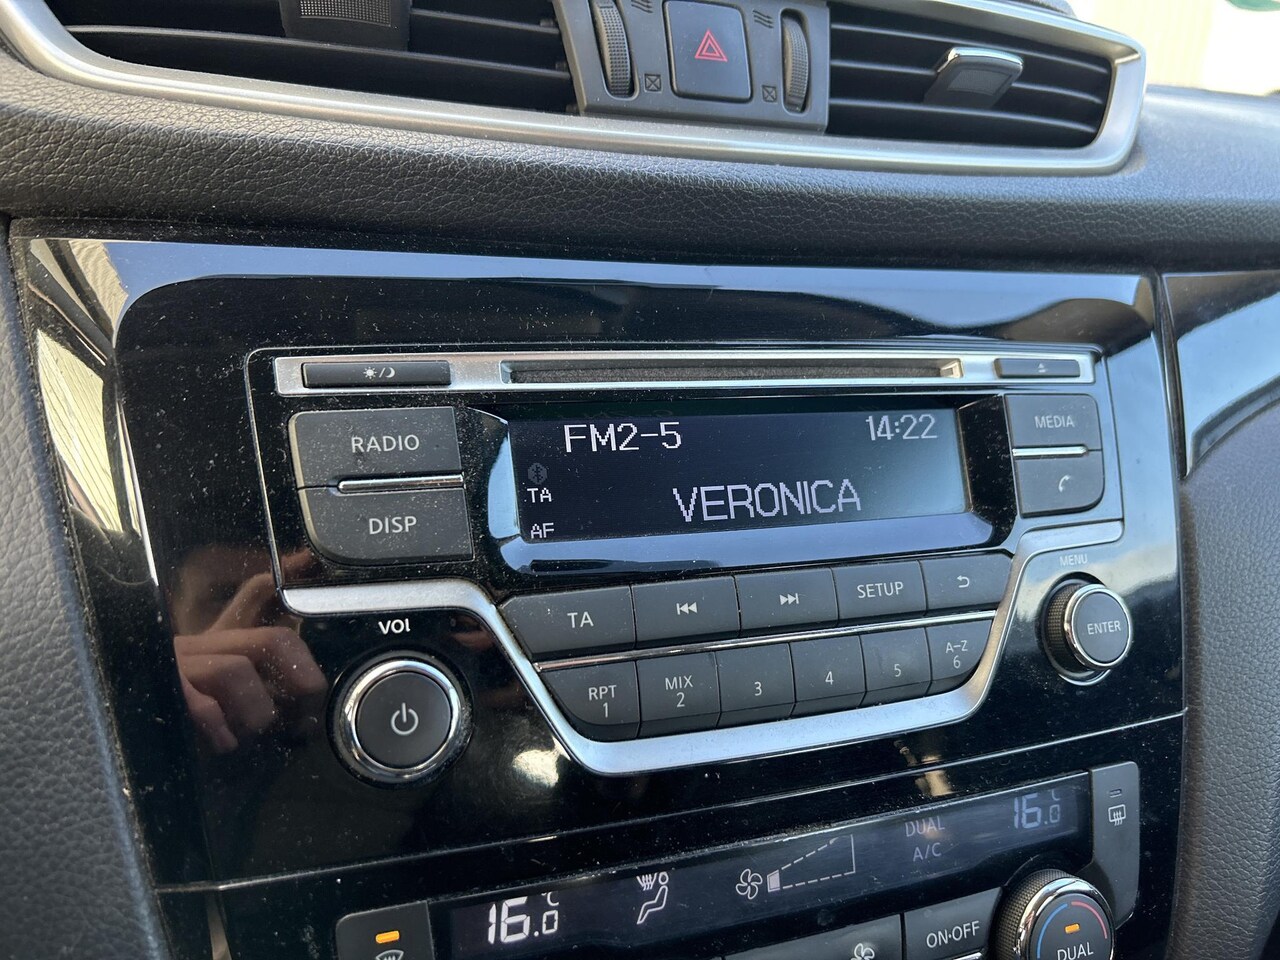 RADIO
DISP
FM2-5
14:22
TA
VERONICA
AF
MEDIA
MENU
ENTER
VOL
TA
SETUP
RPT
1
MIX
2
3
4
5
A-Z
6
16.0 °C
DUAL
A/C
16.0 °C
ON·OFF
DUAL